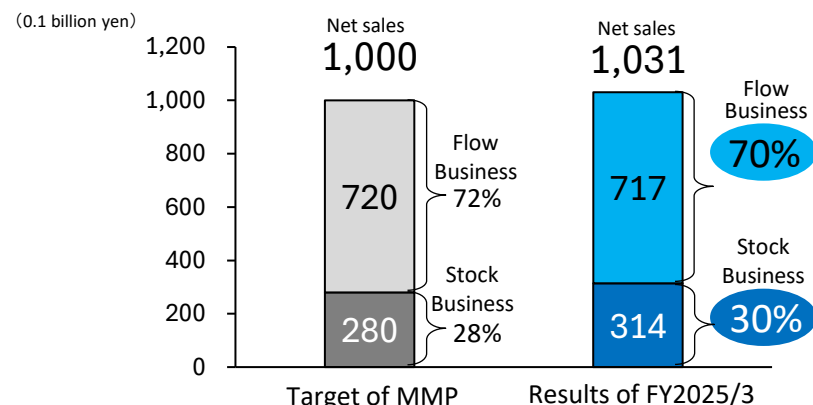 （0.1 billion yen）
1,200
1,000
800
600
400
200
0
Net sales
1,000
720
280
Flow
Business
72%
Stock
Business
28%
Target of MMP
Net sales
1,031
717
314
Flow
Business
70%
Stock
Business
30%
Results of FY2025/3